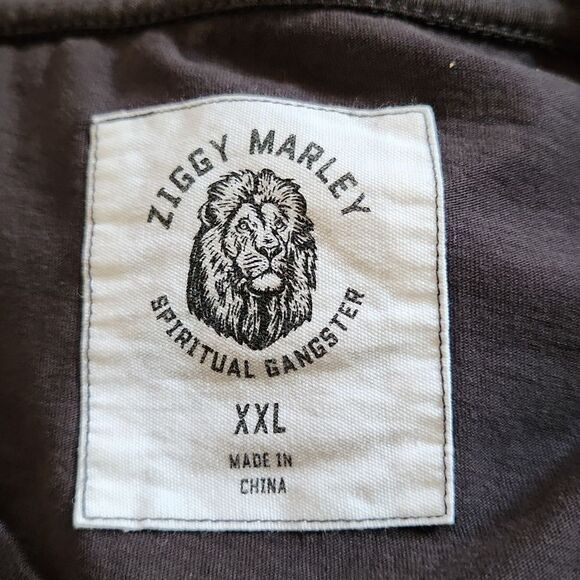 ZIGGY MARLEY
SPIRITUAL GANGSTER
XXL
MADE IN
CHINA